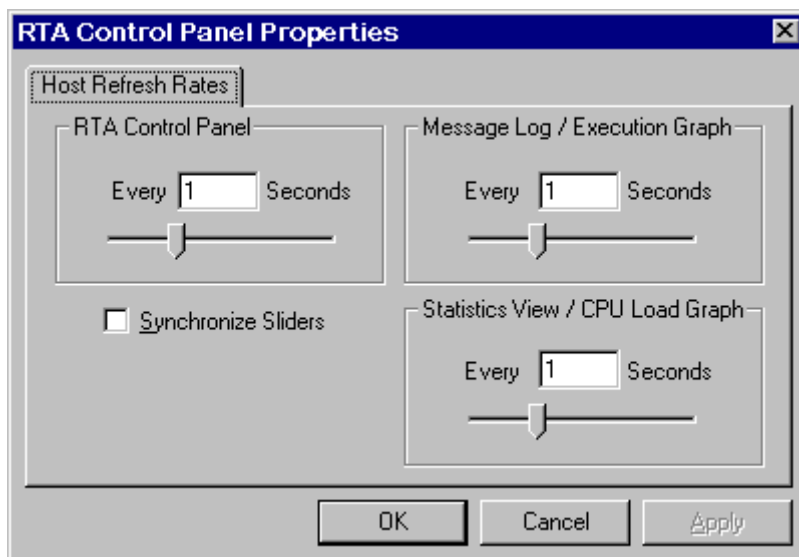 RTA Control Panel Properties
Host Refresh Rates
RTA Control Panel
Every 1 Seconds
Message Log / Execution Graph
Every 1 Seconds
Synchronize Sliders
Statistics View / CPU Load Graph
Every 1 Seconds
OK Cancel Apply